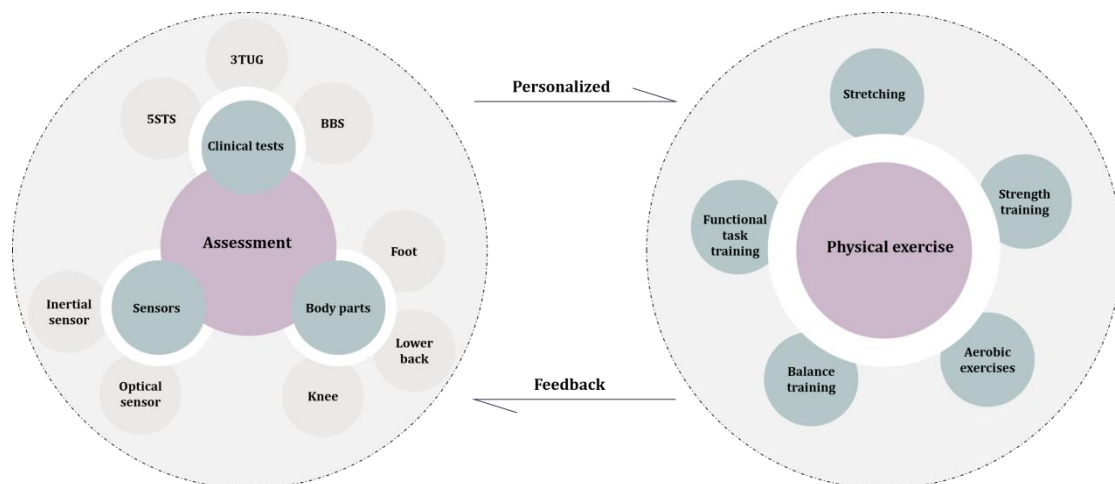 3TUG
5STS
BBS
Clinical tests
Assessment
Foot
Sensors
Body parts
Inertial
sensor
Lower
back
Optical
sensor
Knee
Personalized
Feedback
Stretching
Strength
training
Functional
task
training
Physical exercise
Aerobic
exercises
Balance
training